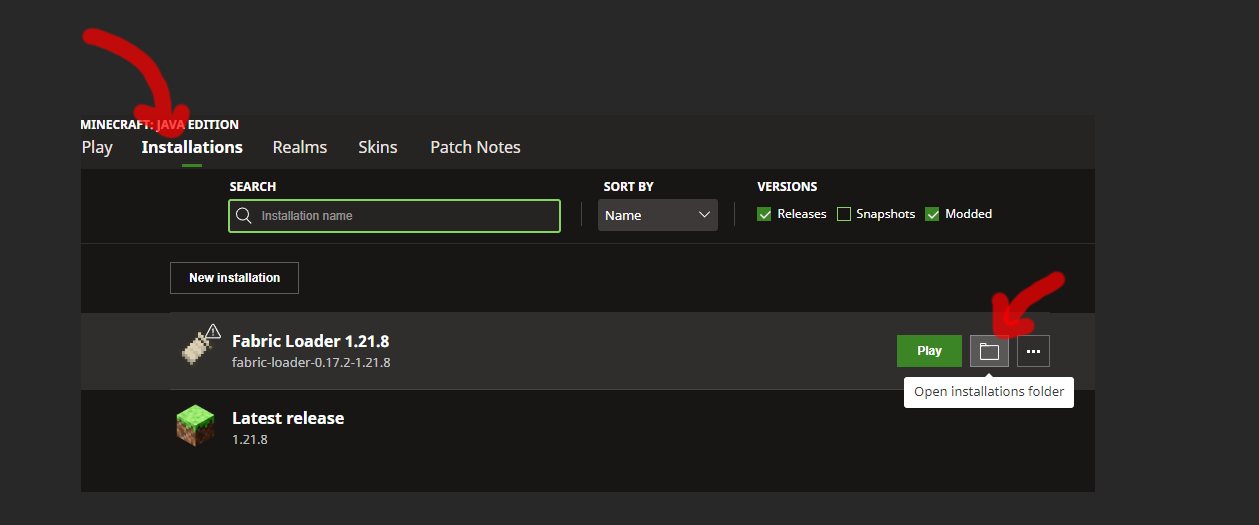 MINECRAFT: JAVA EDITION
Play Installations Realms Skins Patch Notes
SEARCH SORT BY VERSIONS
Installation name Name Releases Snapshots Modded
New installation
Fabric Loader 1.21.8
fabric-loader-0.17.2-1.21.8
Play
Open installations folder
Latest release
1.21.8